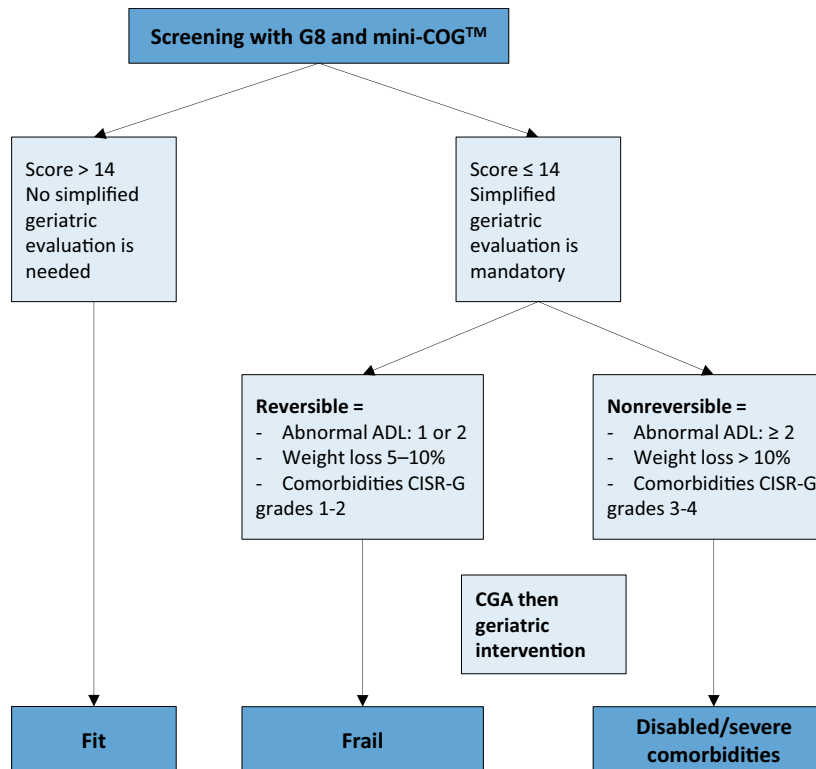 Screening with G8 and mini-COG™
Score > 14
No simplified
geriatric
evaluation is
needed
Score ≤ 14
Simplified
geriatric
evaluation is
mandatory
Reversible =
- Abnormal ADL: 1 or 2
- Weight loss 5–10%
- Comorbidities CISR-G
grades 1-2
Nonreversible =
- Abnormal ADL: ≥ 2
- Weight loss > 10%
- Comorbidities CISR-G
grades 3-4
CGA then
geriatric
intervention
Fit
Frail
Disabled/severe
comorbidities